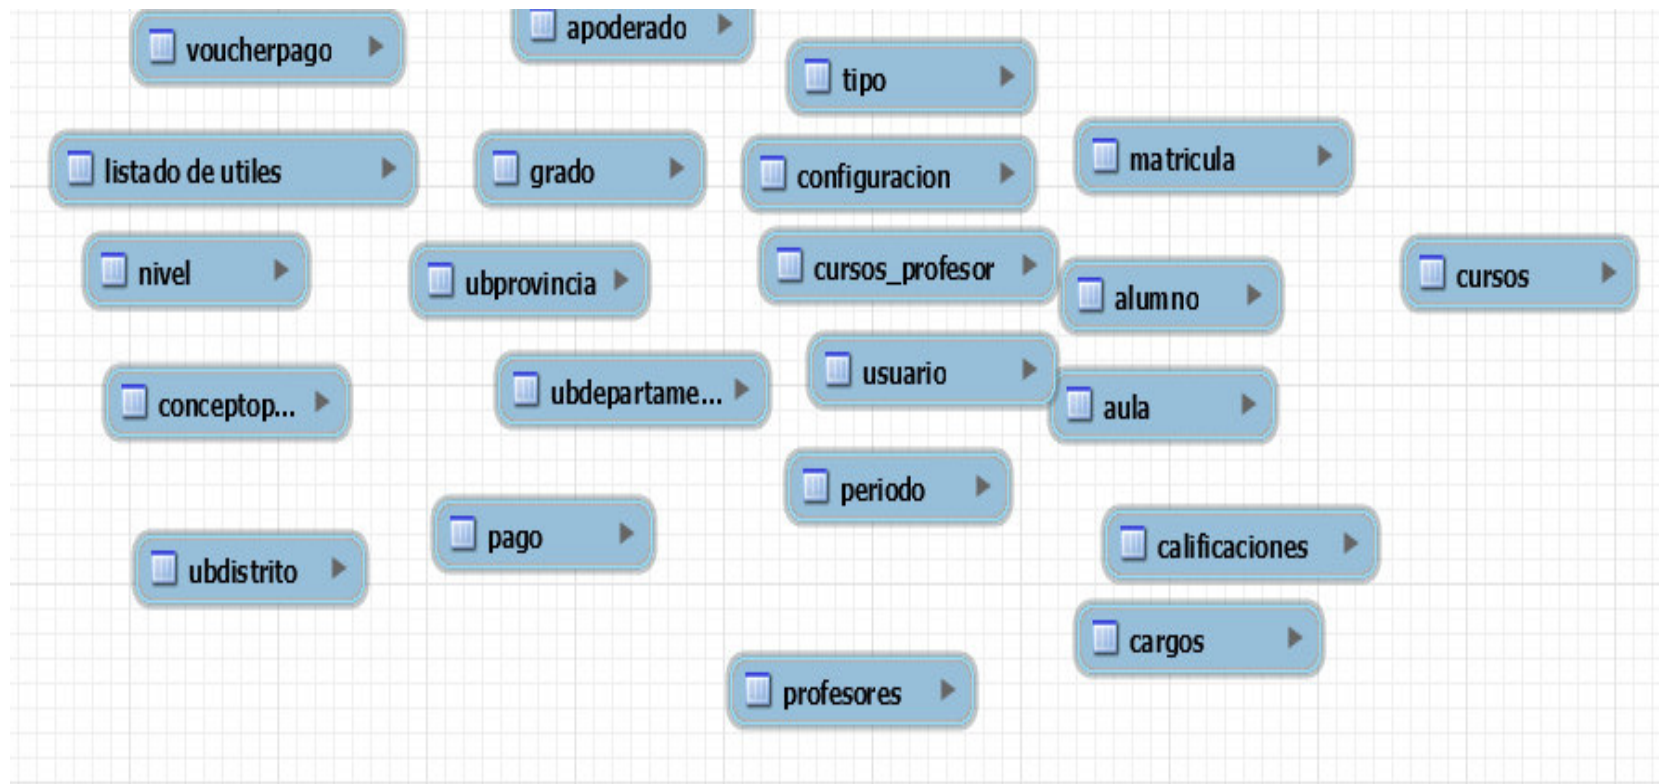 voucherpago
apoderado
tipo
listado de utiles
grado
configuracion
matricula
nivel
ubprovincia
cursos_profesor
alumno
cursos
conceptop...
ubdepartame...
usuario
aula
periodo
ubdistrito
pago
calificaciones
cargos
profesores